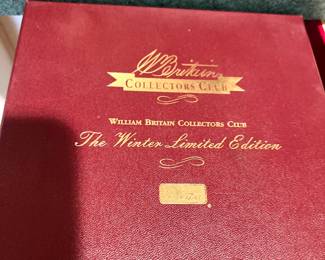 W Britain
COLLECTORS CLUB
WILLIAM BRITAIN COLLECTORS CLUB
The Winter Limited Edition